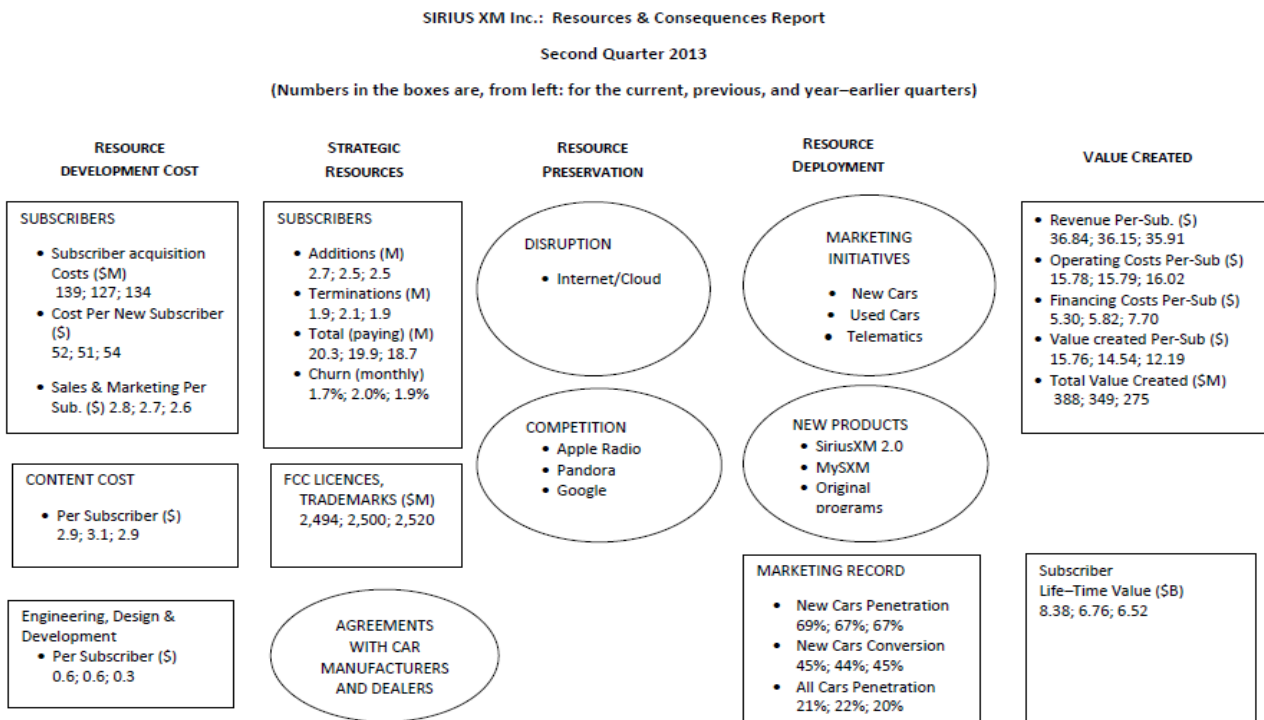 SIRIUS XM Inc.: Resources & Consequences Report
Second Quarter 2013
(Numbers in the boxes are, from left: for the current, previous, and year–earlier quarters)
RESOURCE
DEVELOPMENT COST
STRATEGIC
RESOURCES
RESOURCE
PRESERVATION
RESOURCE
DEPLOYMENT
VALUE CREATED
SUBSCRIBERS
• Subscriber acquisition
Costs ($M)
139; 127; 134
• Cost Per New Subscriber
($)
52; 51; 54
• Sales & Marketing Per
Sub. ($) 2.8; 2.7; 2.6
CONTENT COST
• Per Subscriber ($)
2.9; 3.1; 2.9
Engineering, Design &
Development
• Per Subscriber ($)
0.6; 0.6; 0.3
SUBSCRIBERS
• Additions (M)
2.7; 2.5; 2.5
• Terminations (M)
1.9; 2.1; 1.9
• Total (paying) (M)
20.3; 19.9; 18.7
• Churn (monthly)
1.7%; 2.0%; 1.9%
FCC LICENCES,
TRADEMARKS ($M)
2,494; 2,500; 2,520
AGREEMENTS
WITH CAR
MANUFACTURERS
AND DEALERS
DISRUPTION
• Internet/Cloud
COMPETITION
• Apple Radio
• Pandora
• Google
MARKETING
INITIATIVES
• New Cars
• Used Cars
• Telematics
NEW PRODUCTS
• SiriusXM 2.0
• MySXM
• Original
programs
MARKETING RECORD
• New Cars Penetration
69%; 67%; 67%
• New Cars Conversion
45%; 44%; 45%
• All Cars Penetration
21%; 22%; 20%
• Revenue Per-Sub. ($)
36.84; 36.15; 35.91
• Operating Costs Per-Sub ($)
15.78; 15.79; 16.02
• Financing Costs Per-Sub ($)
5.30; 5.82; 7.70
• Value created Per-Sub ($)
15.76; 14.54; 12.19
• Total Value Created ($M)
388; 349; 275
Subscriber
Life–Time Value ($B)
8.38; 6.76; 6.52